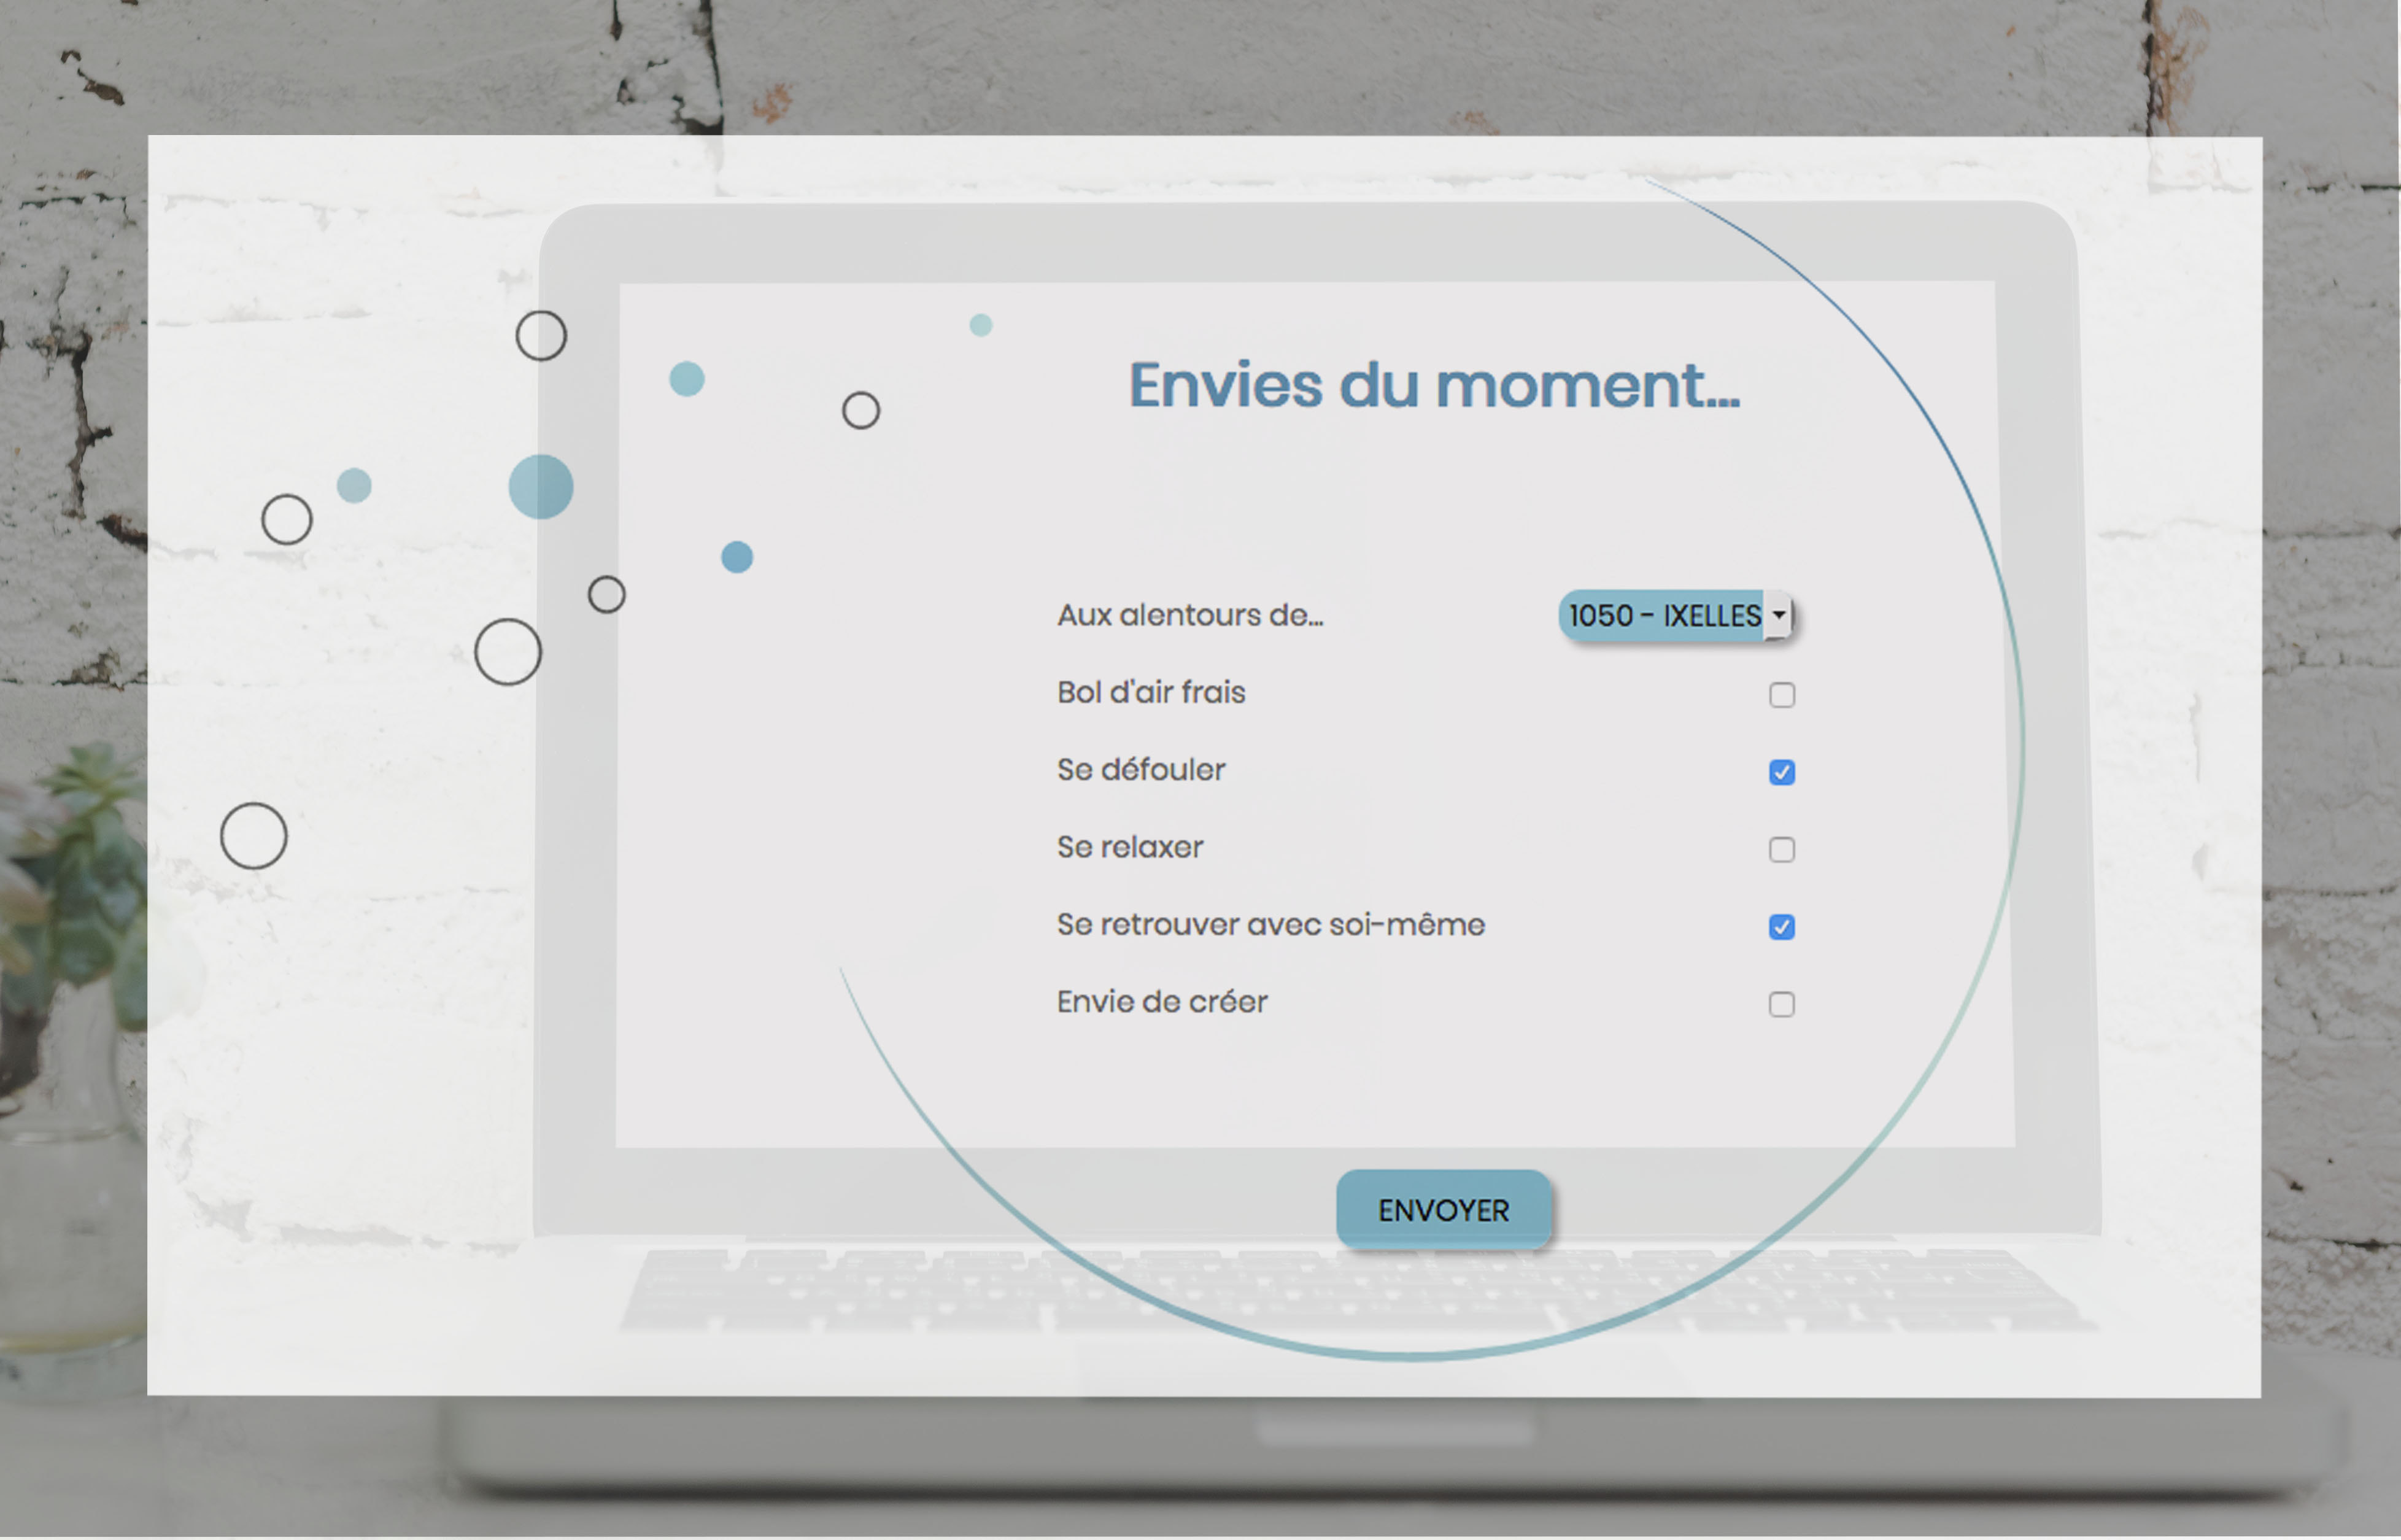 Envies du moment...
Aux alentours de...
1050 - IXELLES
Bol d'air frais
Se défouler
Se relaxer
Se retrouver avec soi-même
Envie de créer
ENVOYER